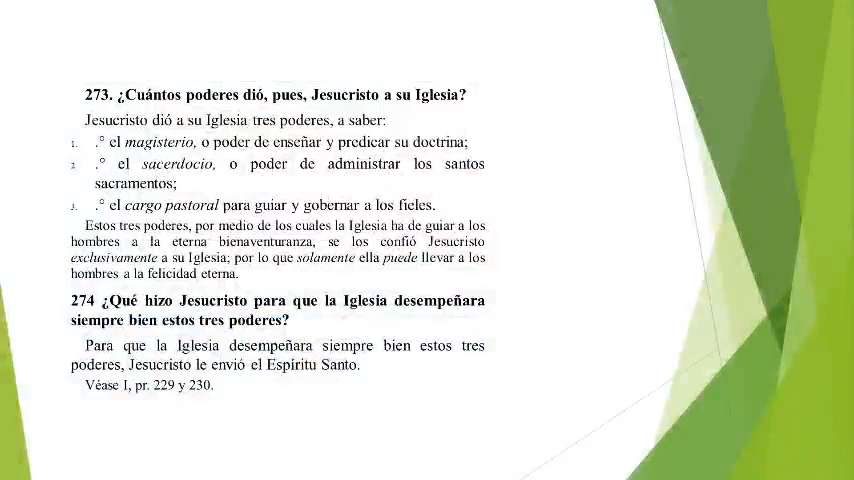 273. ¿Cuántos poderes dió, pues, Jesucristo a su Iglesia?
Jesucristo dió a su Iglesia tres poderes, a saber:
1. .° el magisterio, o poder de enseñar y predicar su doctrina;
2. .° el sacerdocio, o poder de administrar los santos
sacramentos;
3. .° el cargo pastoral para guiar y gobernar a los fieles.
Estos tres poderes, por medio de los cuales la Iglesia ha de guiar a los
hombres a la eterna bienaventuranza, se los confió Jesucristo
exclusivamente a su Iglesia; por lo que solamente ella puede llevar a los
hombres a la felicidad eterna.
274 ¿Qué hizo Jesucristo para que la Iglesia desempeñara
siempre bien estos tres poderes?
Para que la Iglesia desempeñara siempre bien estos tres
poderes, Jesucristo le envió el Espíritu Santo.
Véase I, pr. 229 y 230.